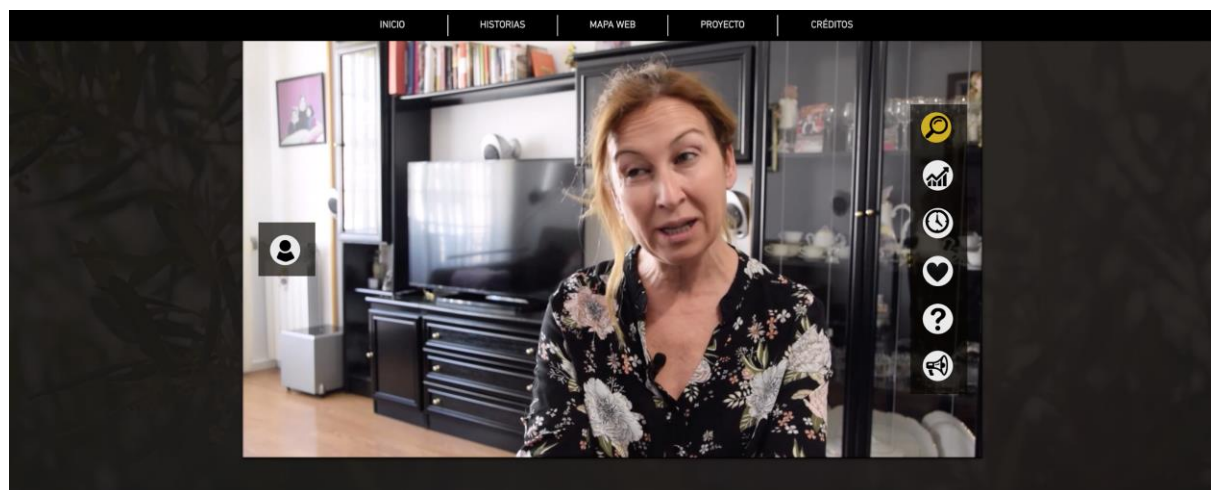 INICIO
HISTORIAS
MAPA WEB
PROYECTO
CRÉDITOS